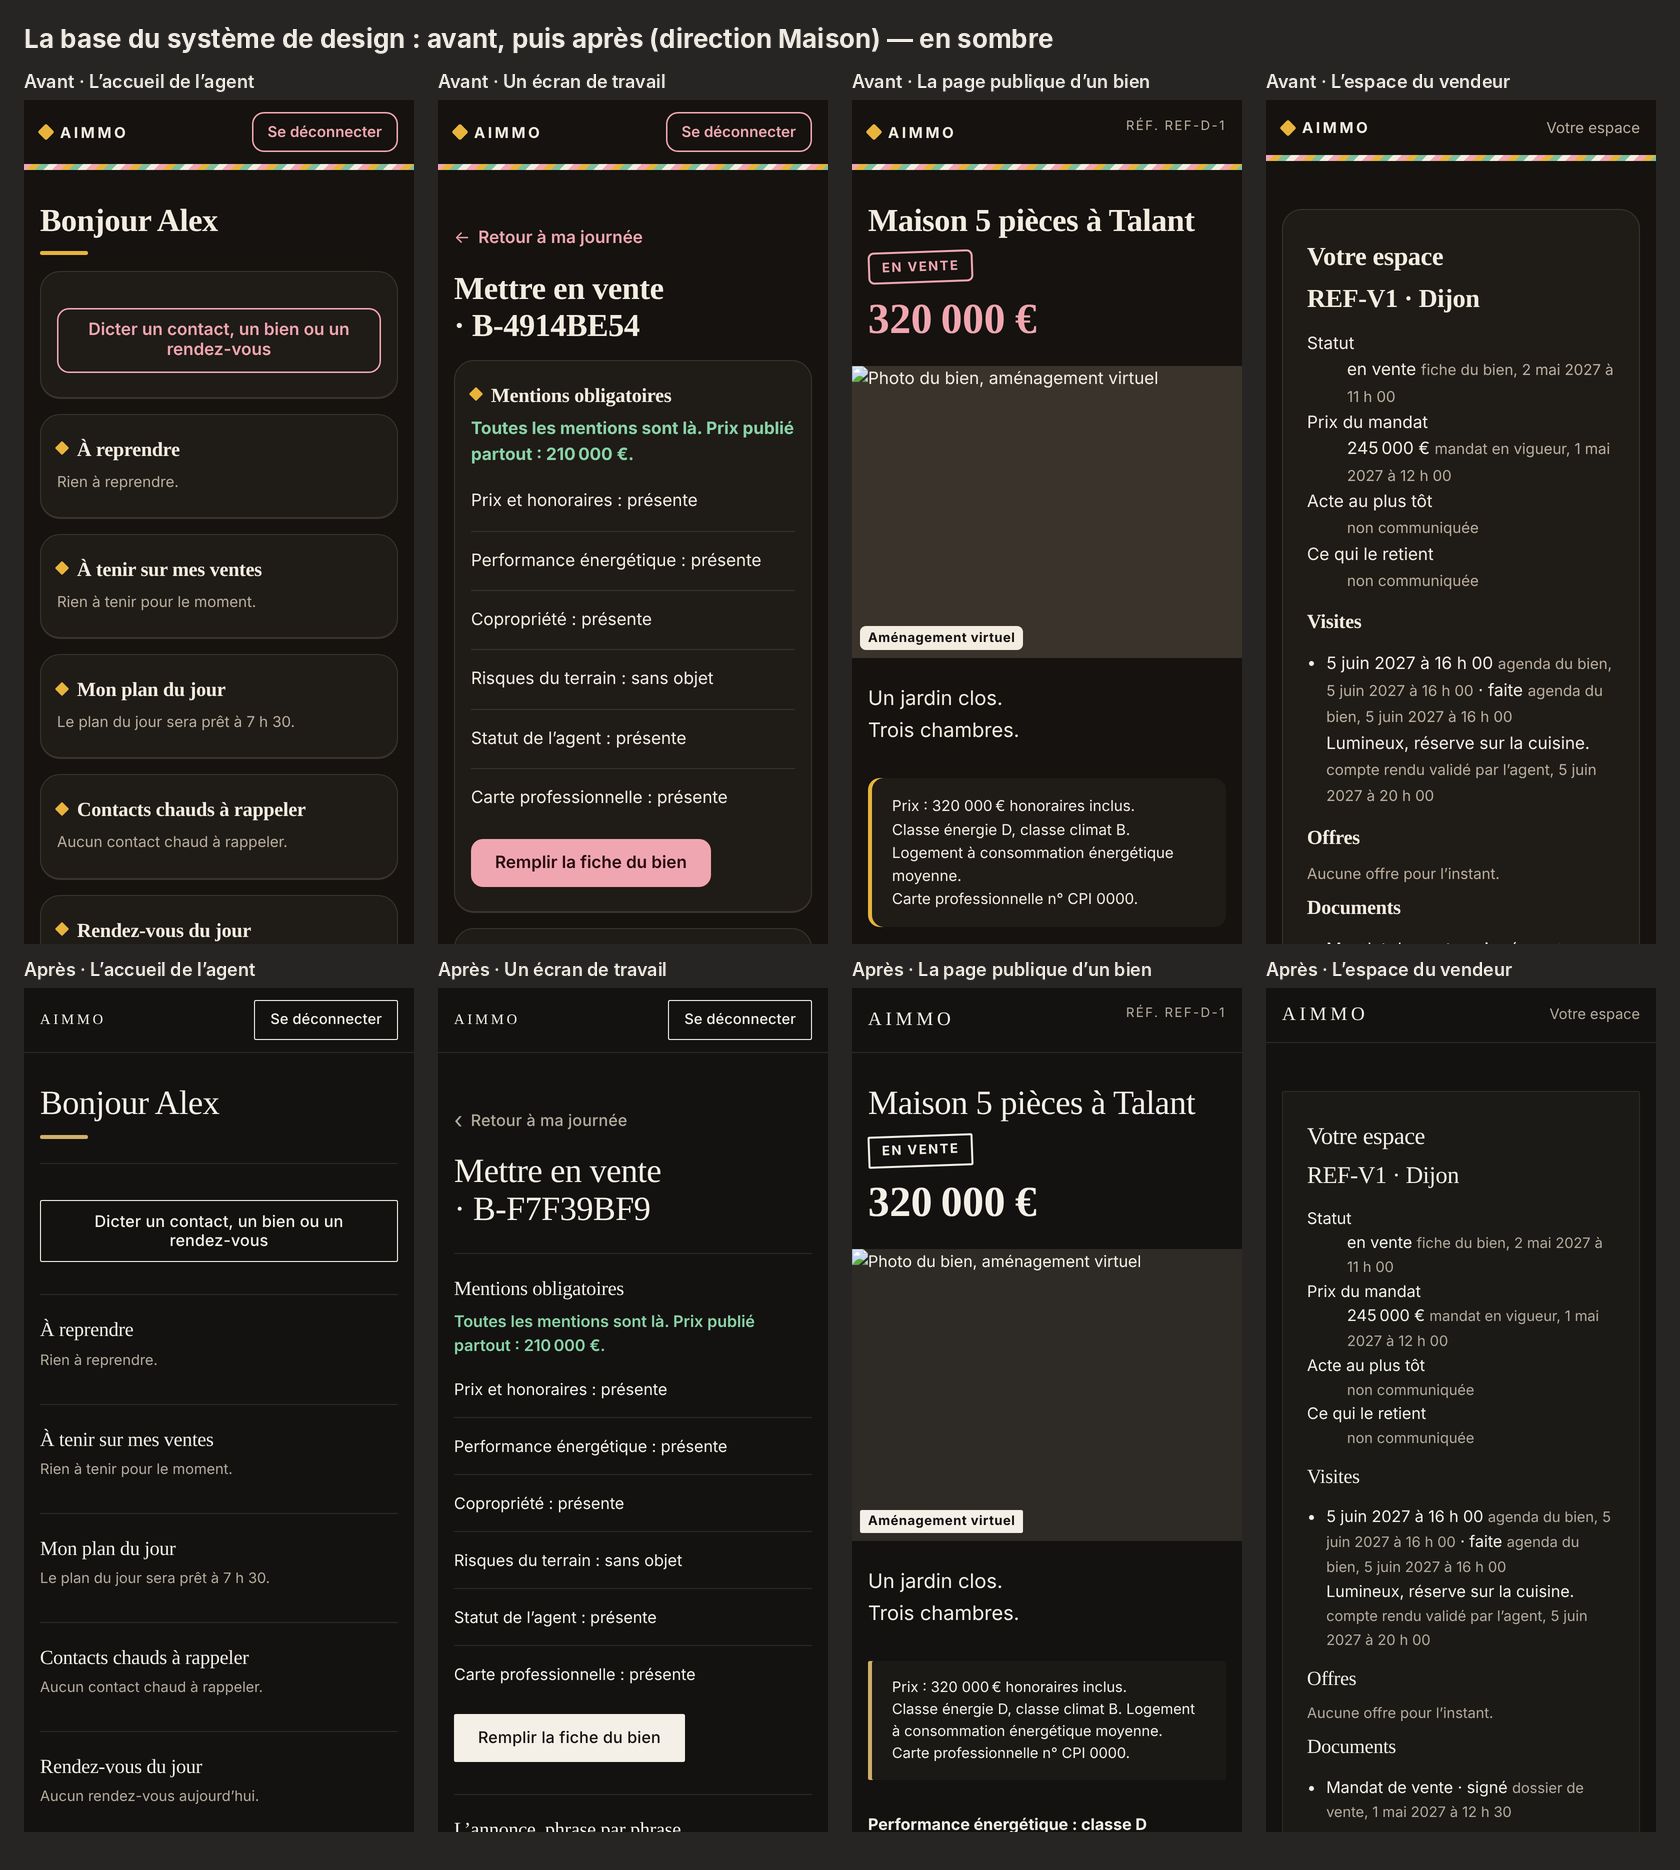 La base du système de design : avant, puis après (direction Maison) — en sombre
Avant · L’accueil de l’agent
AIMMO
Se déconnecter
Bonjour Alex
Dicter un contact, un bien ou un
rendez-vous
À reprendre
Rien à reprendre.
À tenir sur mes ventes
Rien à tenir pour le moment.
Mon plan du jour
Le plan du jour sera prêt à 7 h 30.
Contacts chauds à rappeler
Aucun contact chaud à rappeler.
Rendez-vous du jour
Avant · Un écran de travail
AIMMO
Se déconnecter
← Retour à ma journée
Mettre en vente
· B-4914BE54
Mentions obligatoires
Toutes les mentions sont là. Prix publié
partout : 210 000 €.
Prix et honoraires : présente
Performance énergétique : présente
Copropriété : présente
Risques du terrain : sans objet
Statut de l’agent : présente
Carte professionnelle : présente
Remplir la fiche du bien
Avant · La page publique d’un bien
AIMMO
RÉF. REF-D-1
Maison 5 pièces à Talant
EN VENTE
320 000 €
Photo du bien, aménagement virtuel
Aménagement virtuel
Un jardin clos.
Trois chambres.
Prix : 320 000 € honoraires inclus.
Classe énergie D, classe climat B.
Logement à consommation énergétique
moyenne.
Carte professionnelle n° CPI 0000.
Avant · L’espace du vendeur
AIMMO
Votre espace
Votre espace
REF-V1 · Dijon
Statut
en vente fiche du bien, 2 mai 2027 à
11 h 00
Prix du mandat
245 000 € mandat en vigueur, 1 mai
2027 à 12 h 00
Acte au plus tôt
non communiquée
Ce qui le retient
non communiquée
Visites
• 5 juin 2027 à 16 h 00 agenda du bien,
5 juin 2027 à 16 h 00 · faite agenda du
bien, 5 juin 2027 à 16 h 00
Lumineux, réserve sur la cuisine.
compte rendu validé par l’agent, 5 juin
2027 à 20 h 00
Offres
Aucune offre pour l’instant.
Documents
Après · L’accueil de l’agent
AIMMO
Se déconnecter
Bonjour Alex
Dicter un contact, un bien ou un
rendez-vous
À reprendre
Rien à reprendre.
À tenir sur mes ventes
Rien à tenir pour le moment.
Mon plan du jour
Le plan du jour sera prêt à 7 h 30.
Contacts chauds à rappeler
Aucun contact chaud à rappeler.
Rendez-vous du jour
Aucun rendez-vous aujourd’hui.
Après · Un écran de travail
AIMMO
Se déconnecter
‹ Retour à ma journée
Mettre en vente
· B-F7F39BF9
Mentions obligatoires
Toutes les mentions sont là. Prix publié
partout : 210 000 €.
Prix et honoraires : présente
Performance énergétique : présente
Copropriété : présente
Risques du terrain : sans objet
Statut de l’agent : présente
Carte professionnelle : présente
Remplir la fiche du bien
L’annonce, phrase par phrase
Après · La page publique d’un bien
AIMMO
RÉF. REF-D-1
Maison 5 pièces à Talant
EN VENTE
320 000 €
Photo du bien, aménagement virtuel
Aménagement virtuel
Un jardin clos.
Trois chambres.
Prix : 320 000 € honoraires inclus.
Classe énergie D, classe climat B. Logement
à consommation énergétique moyenne.
Carte professionnelle n° CPI 0000.
Performance énergétique : classe D
Après · L’espace du vendeur
AIMMO
Votre espace
Votre espace
REF-V1 · Dijon
Statut
en vente fiche du bien, 2 mai 2027 à
11 h 00
Prix du mandat
245 000 € mandat en vigueur, 1 mai
2027 à 12 h 00
Acte au plus tôt
non communiquée
Ce qui le retient
non communiquée
Visites
• 5 juin 2027 à 16 h 00 agenda du bien, 5
juin 2027 à 16 h 00 · faite agenda du
bien, 5 juin 2027 à 16 h 00
Lumineux, réserve sur la cuisine.
compte rendu validé par l’agent, 5 juin
2027 à 20 h 00
Offres
Aucune offre pour l’instant.
Documents
• Mandat de vente · signé dossier de
vente, 1 mai 2027 à 12 h 30